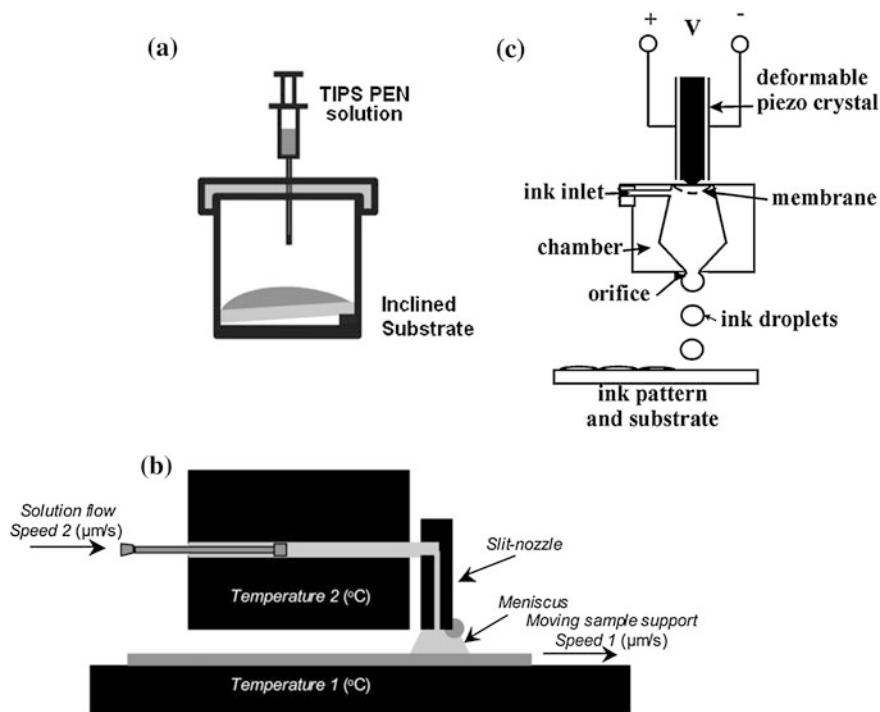 (a)
TIPS PEN
solution
Inclined
Substrate
(c)
+ V -
deformable
piezo crystal
ink inlet
membrane
chamber
orifice
ink droplets
ink pattern
and substrate
(b)
Solution flow
Speed 2 (µm/s)
Temperature 2 (°C)
Slit-nozzle
Meniscus
Moving sample support
Speed 1 (µm/s)
Temperature 1 (°C)